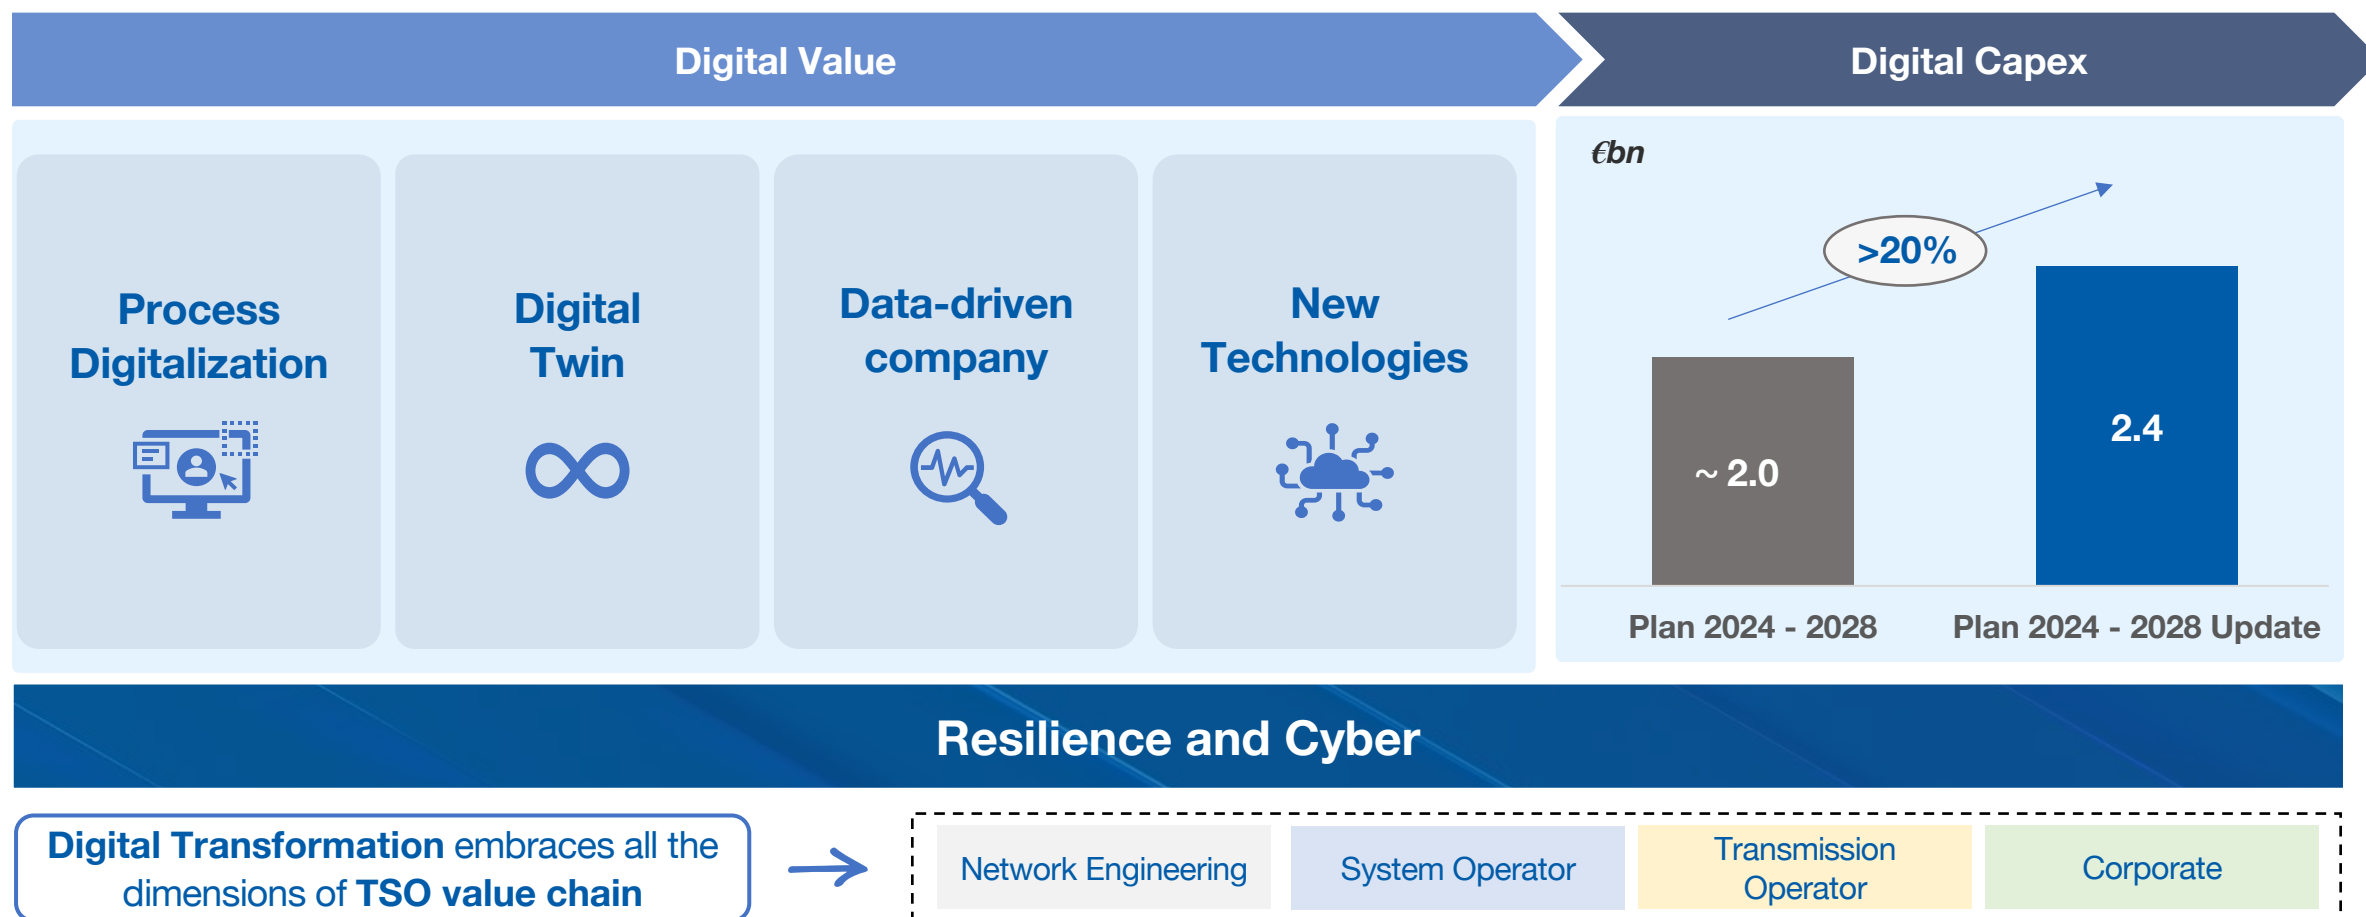 Digital Value
Digital Capex
Process
Digitalization
Digital
Twin
Data-driven
company
New
Technologies
€bn
>20%
~ 2.0
2.4
Plan 2024 - 2028
Plan 2024 - 2028 Update
Resilience and Cyber
Digital Transformation embraces all the
dimensions of TSO value chain
Network Engineering
System Operator
Transmission
Operator
Corporate